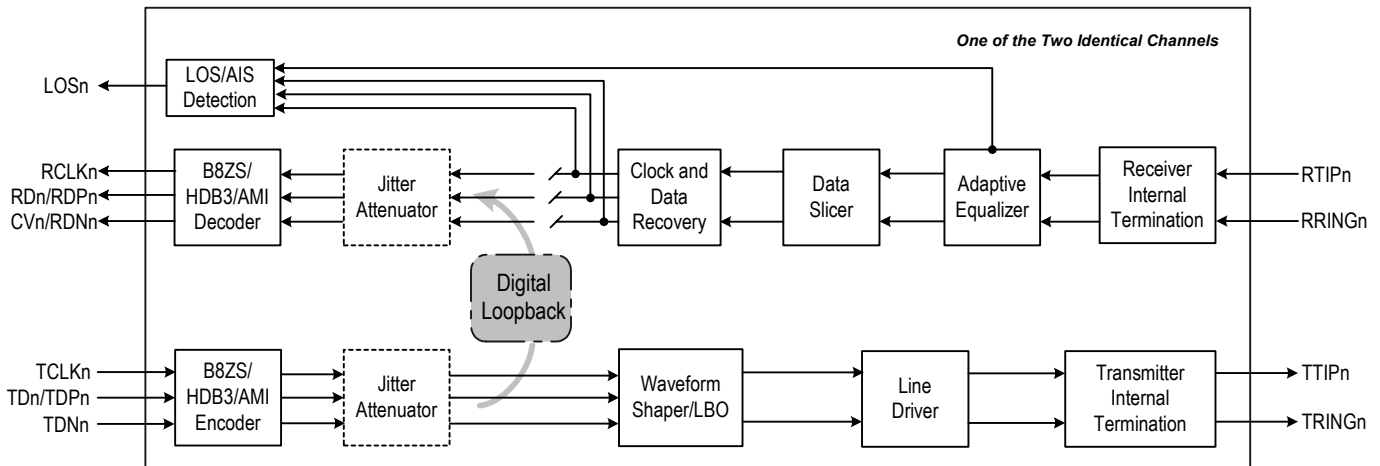 One of the Two Identical Channels
LOSn
LOS/AIS
Detection
RCLKn
RDn/RDPn
CVn/RDNn
B8ZS/
HDB3/AMI
Decoder
Jitter
Attenuator
Clock and
Data
Recovery
Data
Slicer
Adaptive
Equalizer
Receiver
Internal
Termination
RTIPn
RRINGn
Digital
Loopback
TCLKn
TDn/TDPn
TDNn
B8ZS/
HDB3/AMI
Encoder
Jitter
Attenuator
Waveform
Shaper/LBO
Line
Driver
Transmitter
Internal
Termination
TTIPn
TRINGn